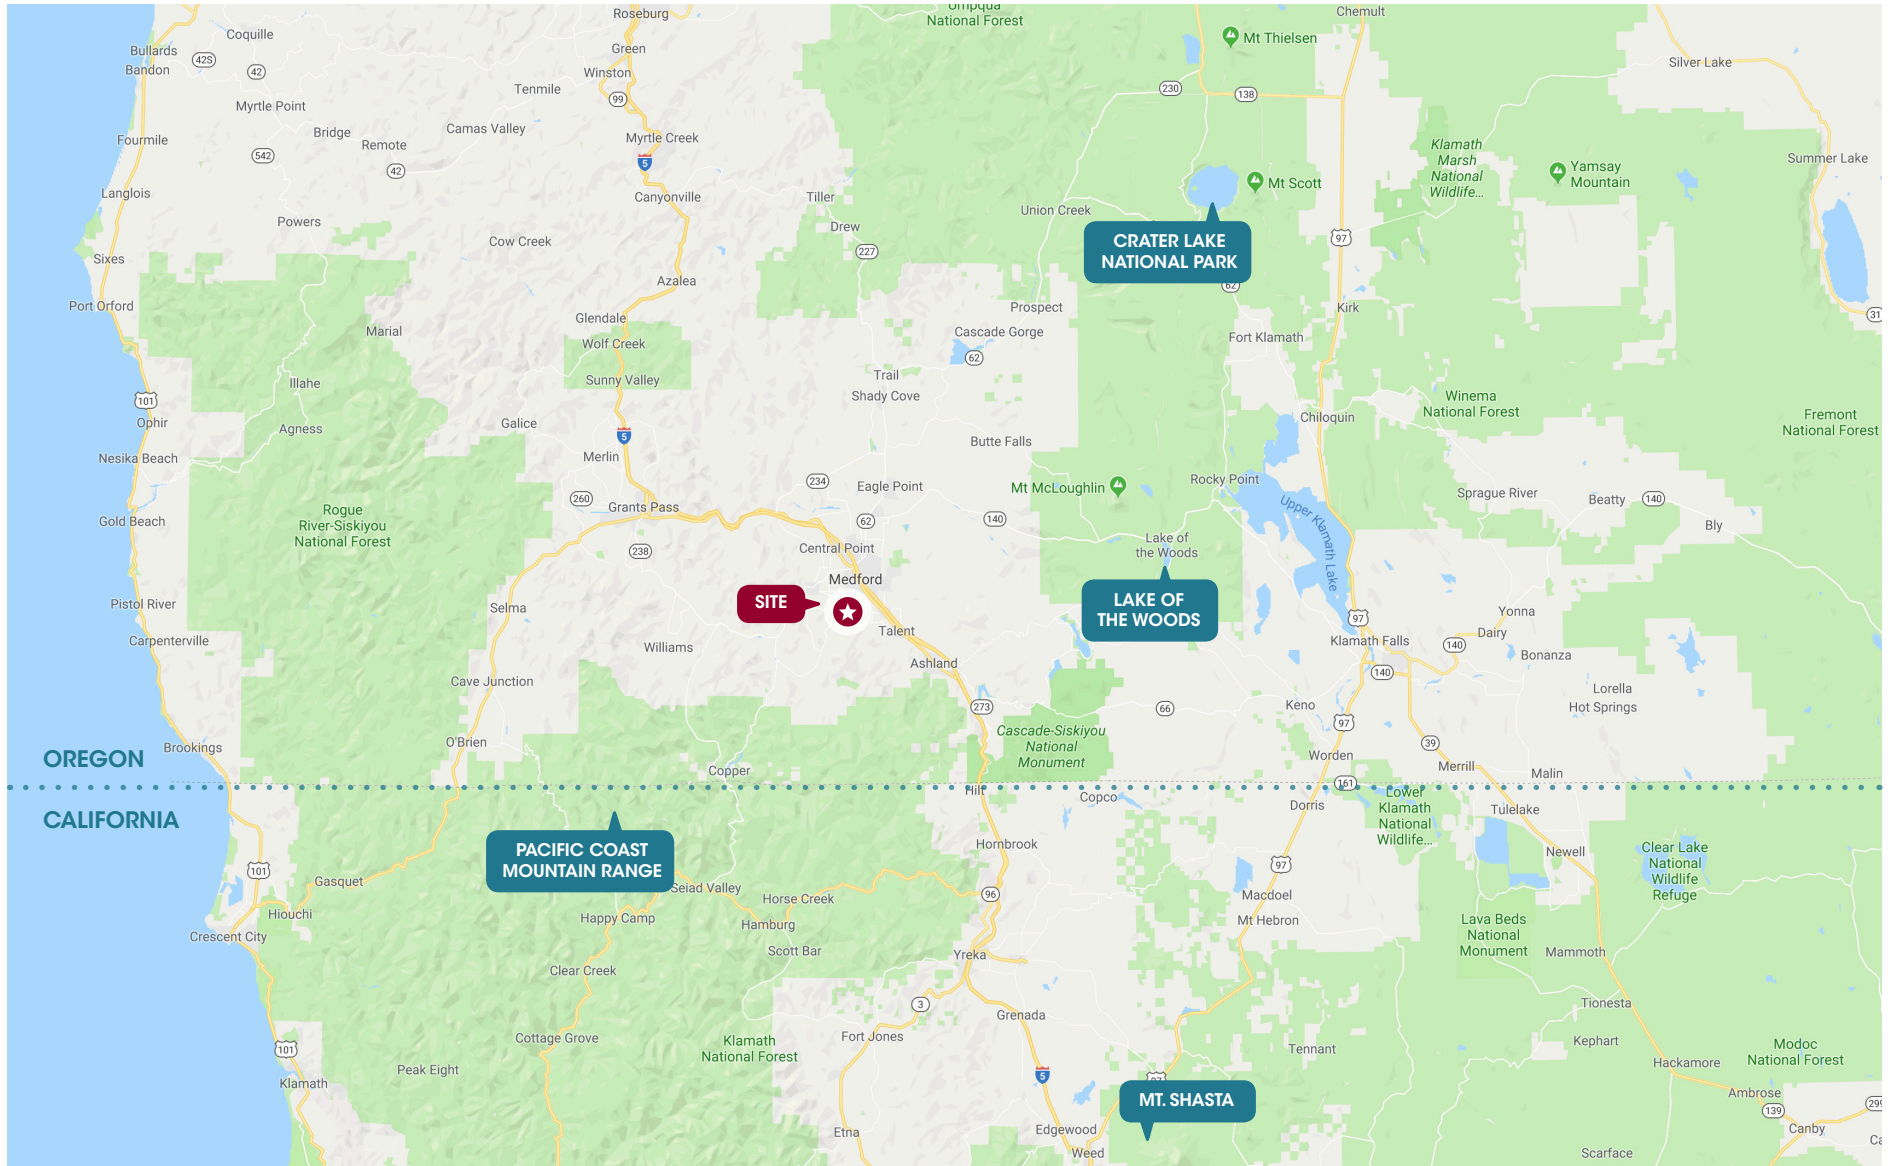 Roseburg
Umpqua
National Forest
Chemult
Coquille
Bullards
42S
Bandon
42
Green
Winston
99
Mt Thielsen
Silver Lake
Tenmile
230
138
Myrtle Point
Bridge
Remote
Camas Valley
Myrtle Creek
Fourmile
542
42
5
Klamath
Marsh
National
Wildlife...
Yamsay
Mountain
Summer Lake
Langlois
Canyonville
Tiller
Mt Scott
Powers
Union Creek
Drew
Cow Creek
227
CRATER LAKE
NATIONAL PARK
97
Sixes
Azalea
62
Port Orford
Prospect
Kirk
31
Marial
Glendale
Wolf Creek
Cascade Gorge
62
Fort Klamath
Illahe
Sunny Valley
Trail
Shady Cove
101
Ophir
Agness
Galice
5
Butte Falls
Chiloquin
Winema
National Forest
Fremont
National Forest
Nesika Beach
Merlin
234
Eagle Point
Mt McLoughlin
Rocky Point
Sprague River
Beatty
140
Bly
Gold Beach
Rogue
River-Siskiyou
National Forest
260
Grants Pass
62
140
Upper Klamath Lake
238
Central Point
Lake of
the Woods
Medford
SITE
LAKE OF
THE WOODS
Pistol River
Selma
Talent
97
Yonna
Carpenterville
Williams
Klamath Falls
140
Dairy
Bonanza
Ashland
140
Cave Junction
273
66
Keno
Lorella
Hot Springs
97
Brookings
O'Brien
Cascade-Siskiyou
National
Monument
39
Worden
Merrill
Malin
OREGON
Copper
161
Hilt
Copco
Dorris
Lower
Klamath
National
Wildlife...
Tulelake
CALIFORNIA
PACIFIC COAST
MOUNTAIN RANGE
Hornbrook
97
Newell
Clear Lake
National
Wildlife
Refuge
101
Gasquet
Seiad Valley
Horse Creek
96
Macdoel
Hiouchi
Happy Camp
Hamburg
Mt Hebron
Lava Beds
National
Monument
Crescent City
Scott Bar
Yreka
Mammoth
Clear Creek
3
Grenada
Tionesta
Cottage Grove
Klamath
National Forest
Fort Jones
Tennant
Kephart
Modoc
National Forest
101
Peak Eight
Klamath
5
97
Hackamore
MT. SHASTA
Ambrose
139
299
Canby
Ca
Etna
Edgewood
Weed
Scarface